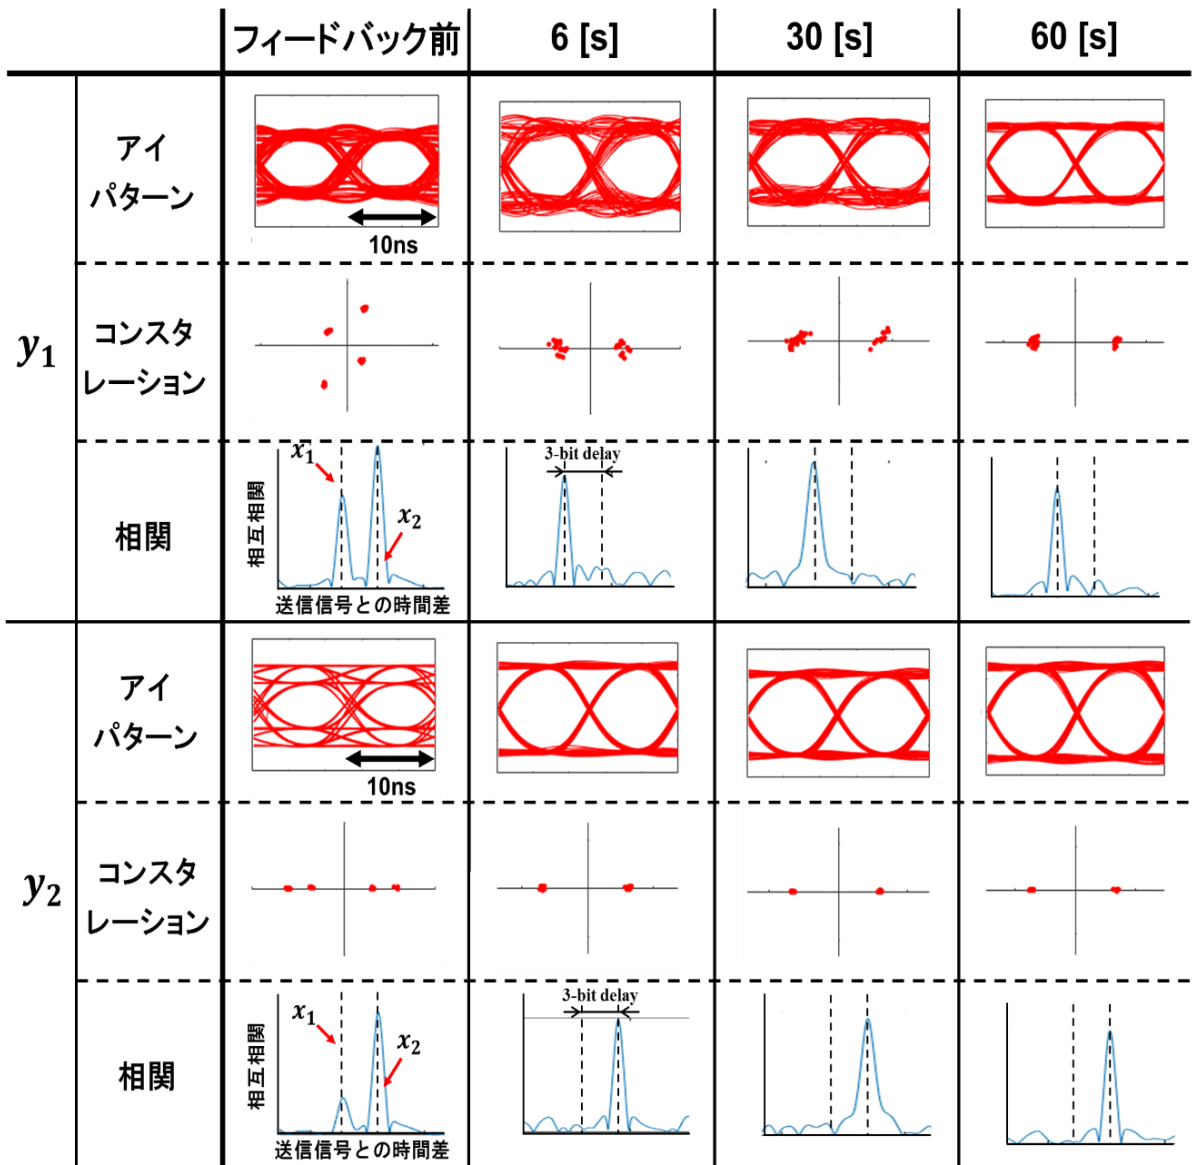 フィードバック前
6 [s]
30 [s]
60 [s]
y₁
アイ
パターン
10ns
コンスタ
レーション
相関
相互相関
x₁
x₂
送信信号との時間差
3-bit delay
y₂
アイ
パターン
10ns
コンスタ
レーション
相関
相互相関
x₁
x₂
送信信号との時間差
3-bit delay